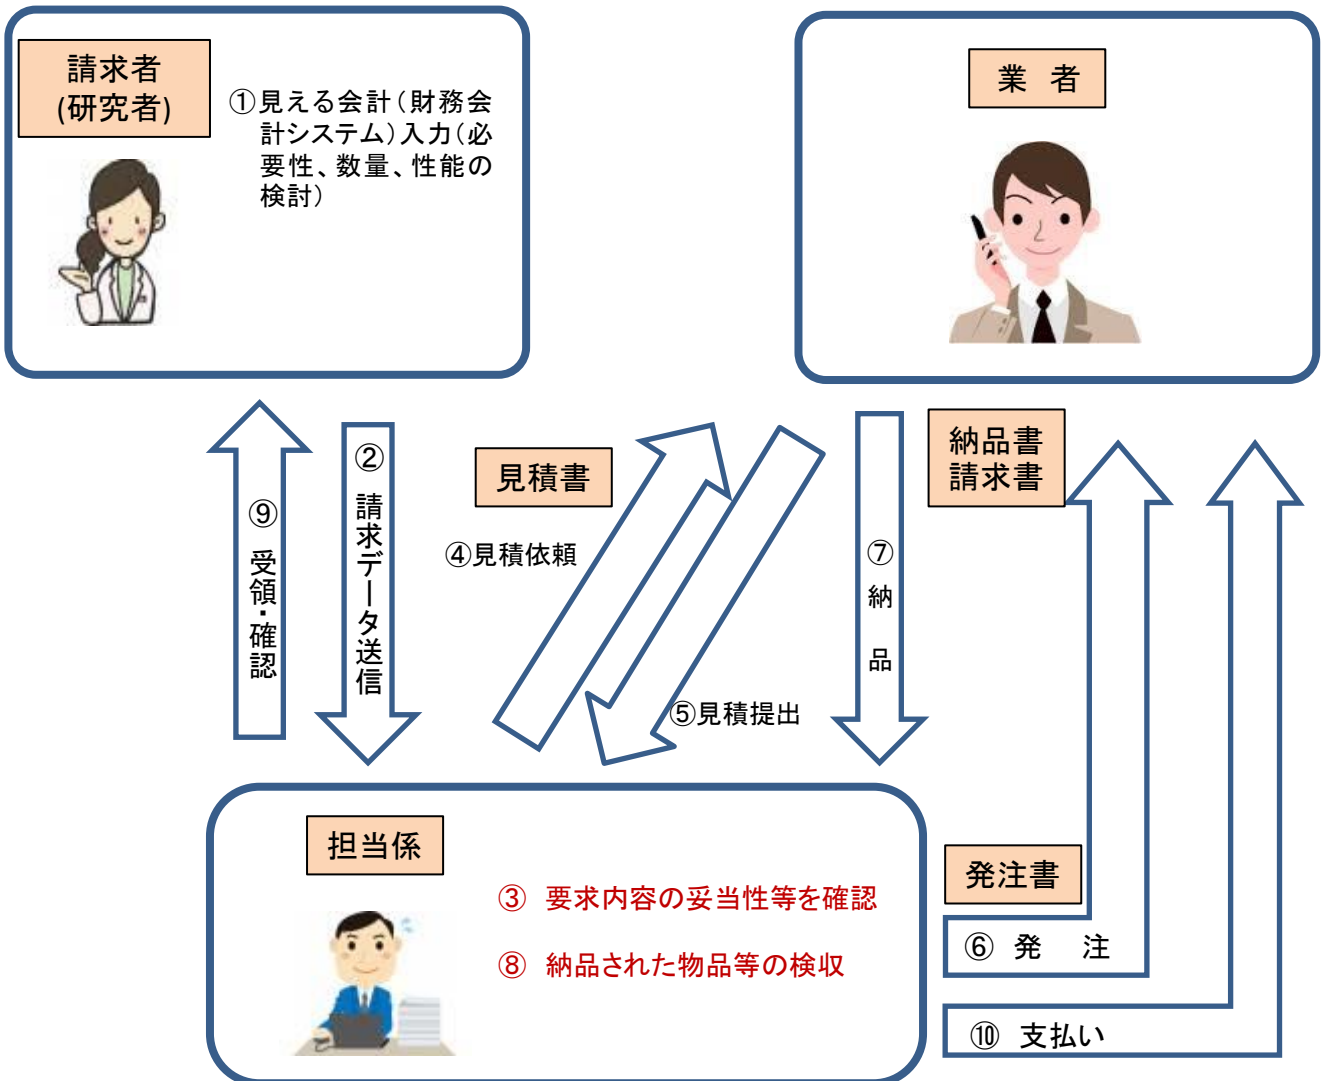 請求者
(研究者)
①見える会計(財務会
計システム)入力(必
要性、数量、性能の
検討)
業 者
納品書
請求書
見積書
④見積依頼
⑤見積提出
⑨ 受領・確認
② 請求データ送信
⑦ 納 品
担当係
③ 要求内容の妥当性等を確認
⑧ 納品された物品等の検収
発注書
⑥ 発 注
⑩ 支払い